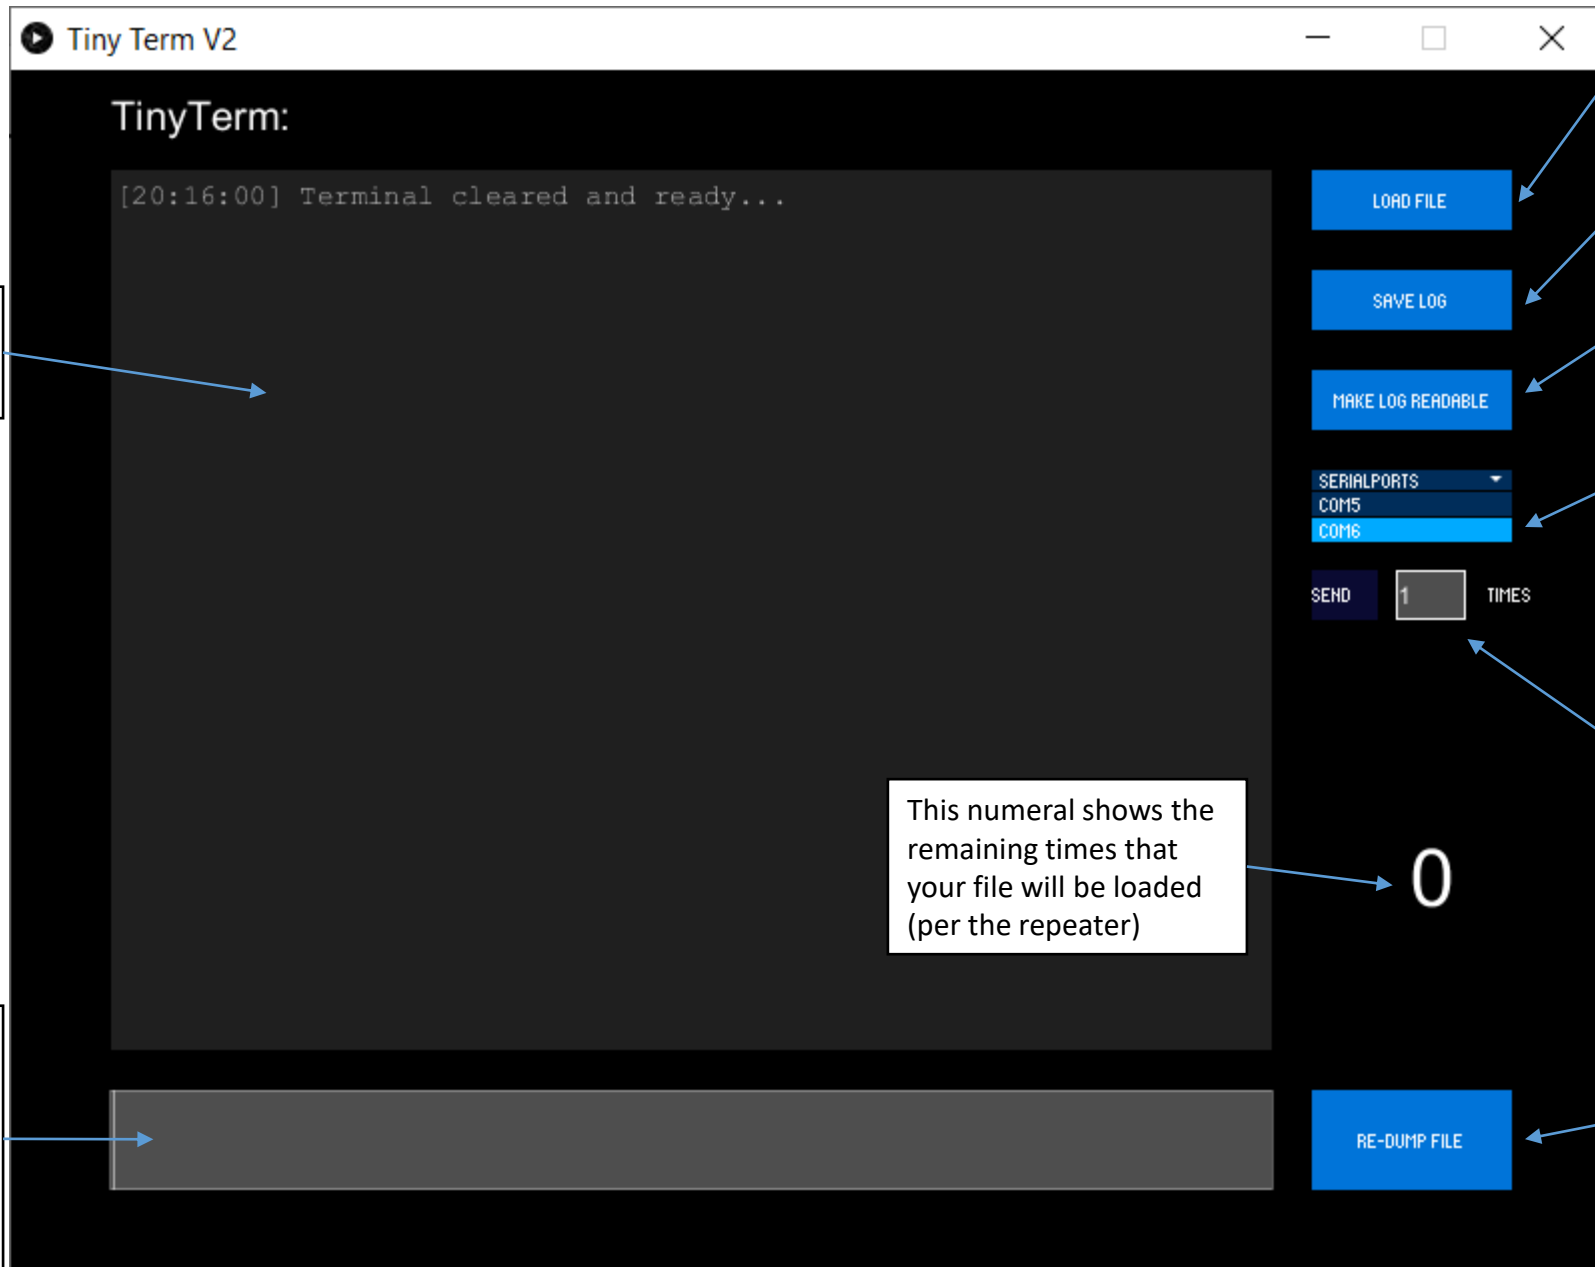 Tiny Term V2
TinyTerm:
[20:16:00] Terminal cleared and ready...
LOAD FILE
SAVE LOG
MAKE LOG READABLE
SERIALPORTS
COM5
COM6
SEND
1
TIMES
This numeral shows the
remaining times that
your file will be loaded
(per the repeater)
0
RE-DUMP FILE